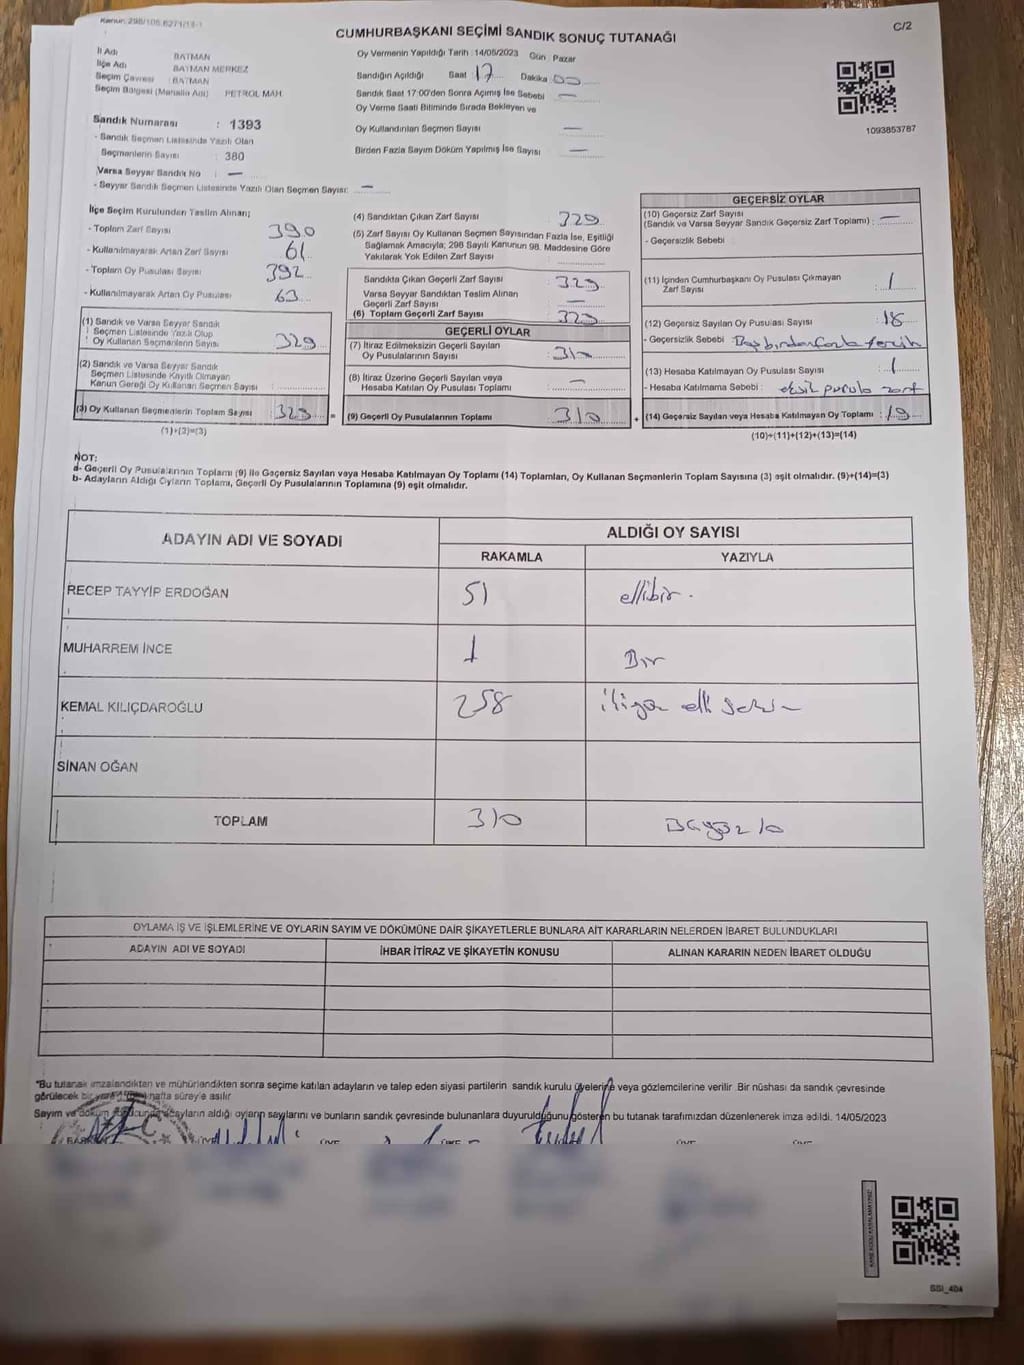 Kanun: 298/105,6271/13-1
CUMHURBAŞKANI SEÇİMİ SANDIK SONUÇ TUTANAĞI
C/2
İl Adı : BATMAN
İlçe Adı : BATMAN MERKEZ
Seçim Çevresi : BATMAN
Seçim Bölgesi (Mahalle Adı) PETROL MAH.
Sandık Numarası : 1393
- Sandık Seçmen Listesinde Yazılı Olan
Seçmenlerin Sayısı : 380
Varsa Seyyar Sandık No : —
- Seyyar Sandık Seçmen Listesinde Yazılı Olan Seçmen Sayısı: —
Oy Vermenin Yapıldığı Tarih : 14/05/2023 Gün : Pazar
Sandığın Açıldığı Saat : 17 Dakika : 00
Sandık Saat 17:00'den Sonra Açımış İse Sebebi : —
Oy Verme Saati Bitiminde Sırada Bekleyen ve
Oy Kullandırılan Seçmen Sayısı : —
Birden Fazla Sayım Döküm Yapılmış İse Sayısı : —
1093853787
İlçe Seçim Kurulundan Teslim Alınan;
- Toplam Zarf Sayısı : 390
- Kullanılmayarak Artan Zarf Sayısı : 61
- Toplam Oy Pusulası Sayısı : 392
- Kullanılmayarak Artan Oy Pusulası : 63
(1) Sandık ve Varsa Seyyar Sandık
Seçmen Listesinde Yazılı Olup
Oy Kullanan Seçmenlerin Sayısı : 329
(2) Sandık ve Varsa Seyyar Sandık
Seçmen Listesinde Kayıtlı Olmayan
Kanun Gereği Oy Kullanan Seçmen Sayısı :
(3) Oy Kullanan Seçmenlerin Toplam Sayısı : 329 =
(1)+(2)=(3)
(4) Sandıktan Çıkan Zarf Sayısı : 329
(5) Zarf Sayısı Oy Kullanan Seçmen Sayısından Fazla İse, Eşitliği
Sağlamak Amacıyla; 298 Sayılı Kanunun 98. Maddesine Göre
Yakılarak Yok Edilen Zarf Sayısı :
Sandıkta Çıkan Geçerli Zarf Sayısı : 329
Varsa Seyyar Sandıktan Teslim Alınan
Geçerli Zarf Sayısı : —
(6) Toplam Geçerli Zarf Sayısı : 329
GEÇERLİ OYLAR
(7) İtiraz Edilmeksizin Geçerli Sayılan
Oy Pusulalarının Sayısı : 310
(8) İtiraz Üzerine Geçerli Sayılan veya
Hesaba Katılan Oy Pusulası Toplamı : —
(9) Geçerli Oy Pusulalarının Toplamı : 310 +
GEÇERSİZ OYLAR
(10) Geçersiz Zarf Sayısı : —
(Sandık ve Varsa Seyyar Sandık Geçersiz Zarf Toplamı)
- Geçersizlik Sebebi :
(11) İçinden Cumhurbaşkanı Oy Pusulası Çıkmayan
Zarf Sayısı : 1
(12) Geçersiz Sayılan Oy Pusulası Sayısı : 18
- Geçersizlik Sebebi : fazla tercih
(13) Hesaba Katılmayan Oy Pusulası Sayısı : 1
- Hesaba Katılmama Sebebi : eksik pusula zarf
(14) Geçersiz Sayılan veya Hesaba Katılmayan Oy Toplamı : 19
(10)+(11)+(12)+(13)=(14)
NOT:
a- Geçerli Oy Pusulalarının Toplamı (9) ile Geçersiz Sayılan veya Hesaba Katılmayan Oy Toplamı (14) Toplamları, Oy Kullanan Seçmenlerin Toplam Sayısına (3) eşit olmalıdır. (9)+(14)=(3)
b- Adayların Aldığı Oyların Toplamı, Geçerli Oy Pusulalarının Toplamına (9) eşit olmalıdır.
ADAYIN ADI VE SOYADI
ALDIĞI OY SAYISI
RAKAMLA YAZIYLA
RECEP TAYYİP ERDOĞAN 51 ellibir.
MUHARREM İNCE 1 Bir
KEMAL KILIÇDAROĞLU 258
SİNAN OĞAN
TOPLAM 310
OYLAMA İŞ VE İŞLEMLERİNE VE OYLARIN SAYIM VE DÖKÜMÜNE DAİR ŞİKAYETLERLE BUNLARA AİT KARARLARIN NELERDEN İBARET BULUNDUKLARI
ADAYIN ADI VE SOYADI İHBAR İTİRAZ VE ŞİKAYETİN KONUSU ALINAN KARARIN NEDEN İBARET OLDUĞU
"Bu tutanak imzalandıktan ve mühürlendikten sonra seçime katılan adayların ve talep eden siyasi partilerin sandık kurulu üyelerine veya gözlemcilerine verilir. Bir nüshası da sandık çevresinde
görülecek bir yere hafta süreyle asılır
Sayım ve döküm sonucunda adayların aldığı oyların sayılarını ve bunların sandık çevresinde bulunanlara duyurulduğunu gösteren bu tutanak tarafımızdan düzenlenerek imza edildi. 14/05/2023
SSI_404